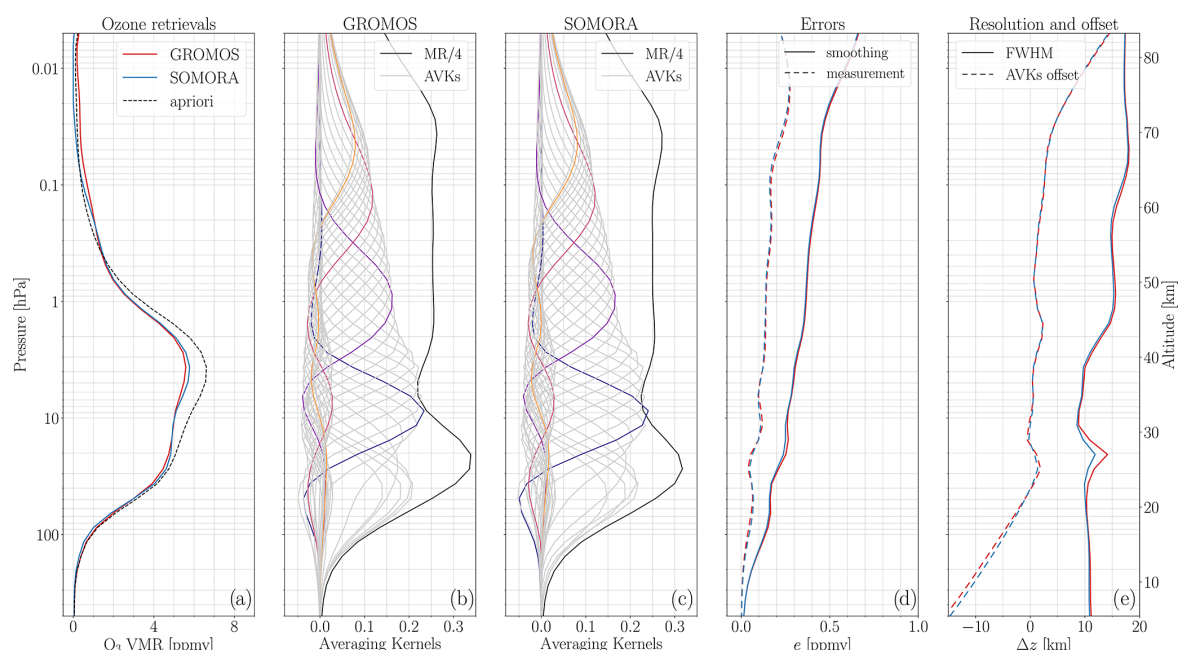 Ozone retrievals
GROMOS
SOMORA
Errors
Resolution and offset
GROMOS
SOMORA
apriori
MR/4
AVKs
MR/4
AVKs
smoothing
measurement
FWHM
AVKs offset
0.01
0.1
1
10
100
Pressure [hPa]
80
70
60
50
40
30
20
10
Altitude [km]
(a)
(b)
(c)
(d)
(e)
0 4 8
0.0 0.1 0.2 0.3
0.0 0.1 0.2 0.3
0.0 0.5 1.0
−10 0 10 20
O3 VMR [ppmv]
Averaging Kernels
Averaging Kernels
e [ppmv]
Δz [km]